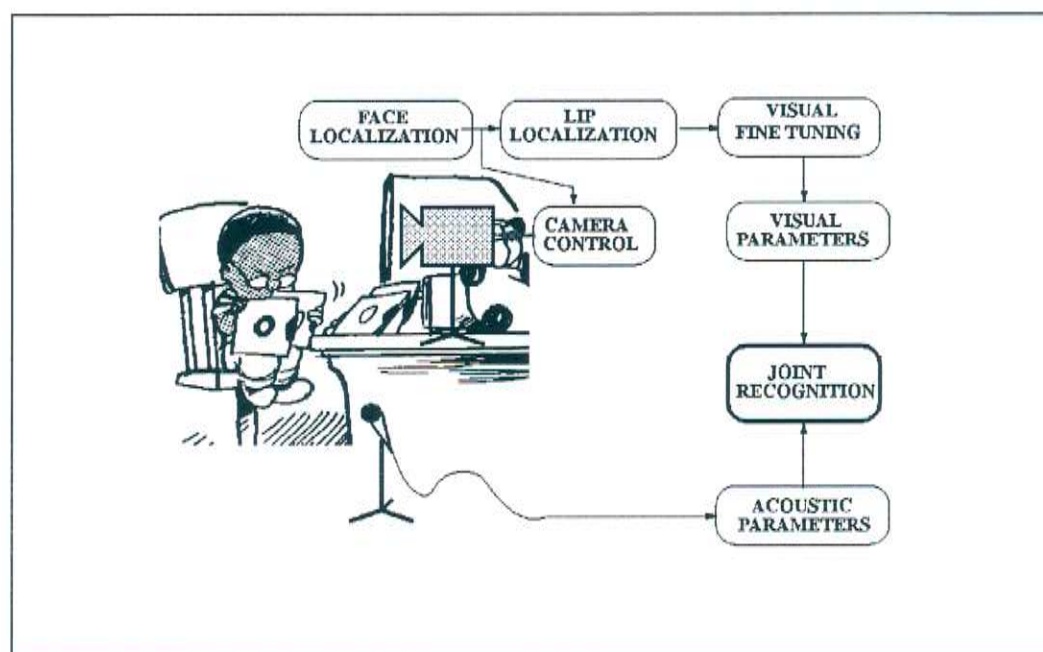 FACE
LOCALIZATION
LIP
LOCALIZATION
VISUAL
FINE TUNING
CAMERA
CONTROL
VISUAL
PARAMETERS
JOINT
RECOGNITION
ACOUSTIC
PARAMETERS